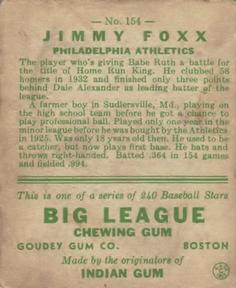 — No. 154 —
JIMMY FOXX
PHILADELPHIA ATHLETICS
The player who's giving Babe Ruth a battle for
the title of Home Run King. He clubbed 58
homers in 1932 and finished only three points
behind Dale Alexander as leading batter of the
league.
A farmer boy in Sudlersville, Md., playing on
the high school team before he got a chance to
play professional ball. Played only one year in the
minor league before he was bought by the Athletics
in 1925. Was only 18 years old then. He used to be
a catcher, but now plays first base. He hails and
throws right-handed. Batted .364 in 154 games
and fielded .994.
This is one of a series of 240 Baseball Stars
BIG LEAGUE
CHEWING GUM
GOUDEY GUM CO. BOSTON
Made by the originators of
INDIAN GUM